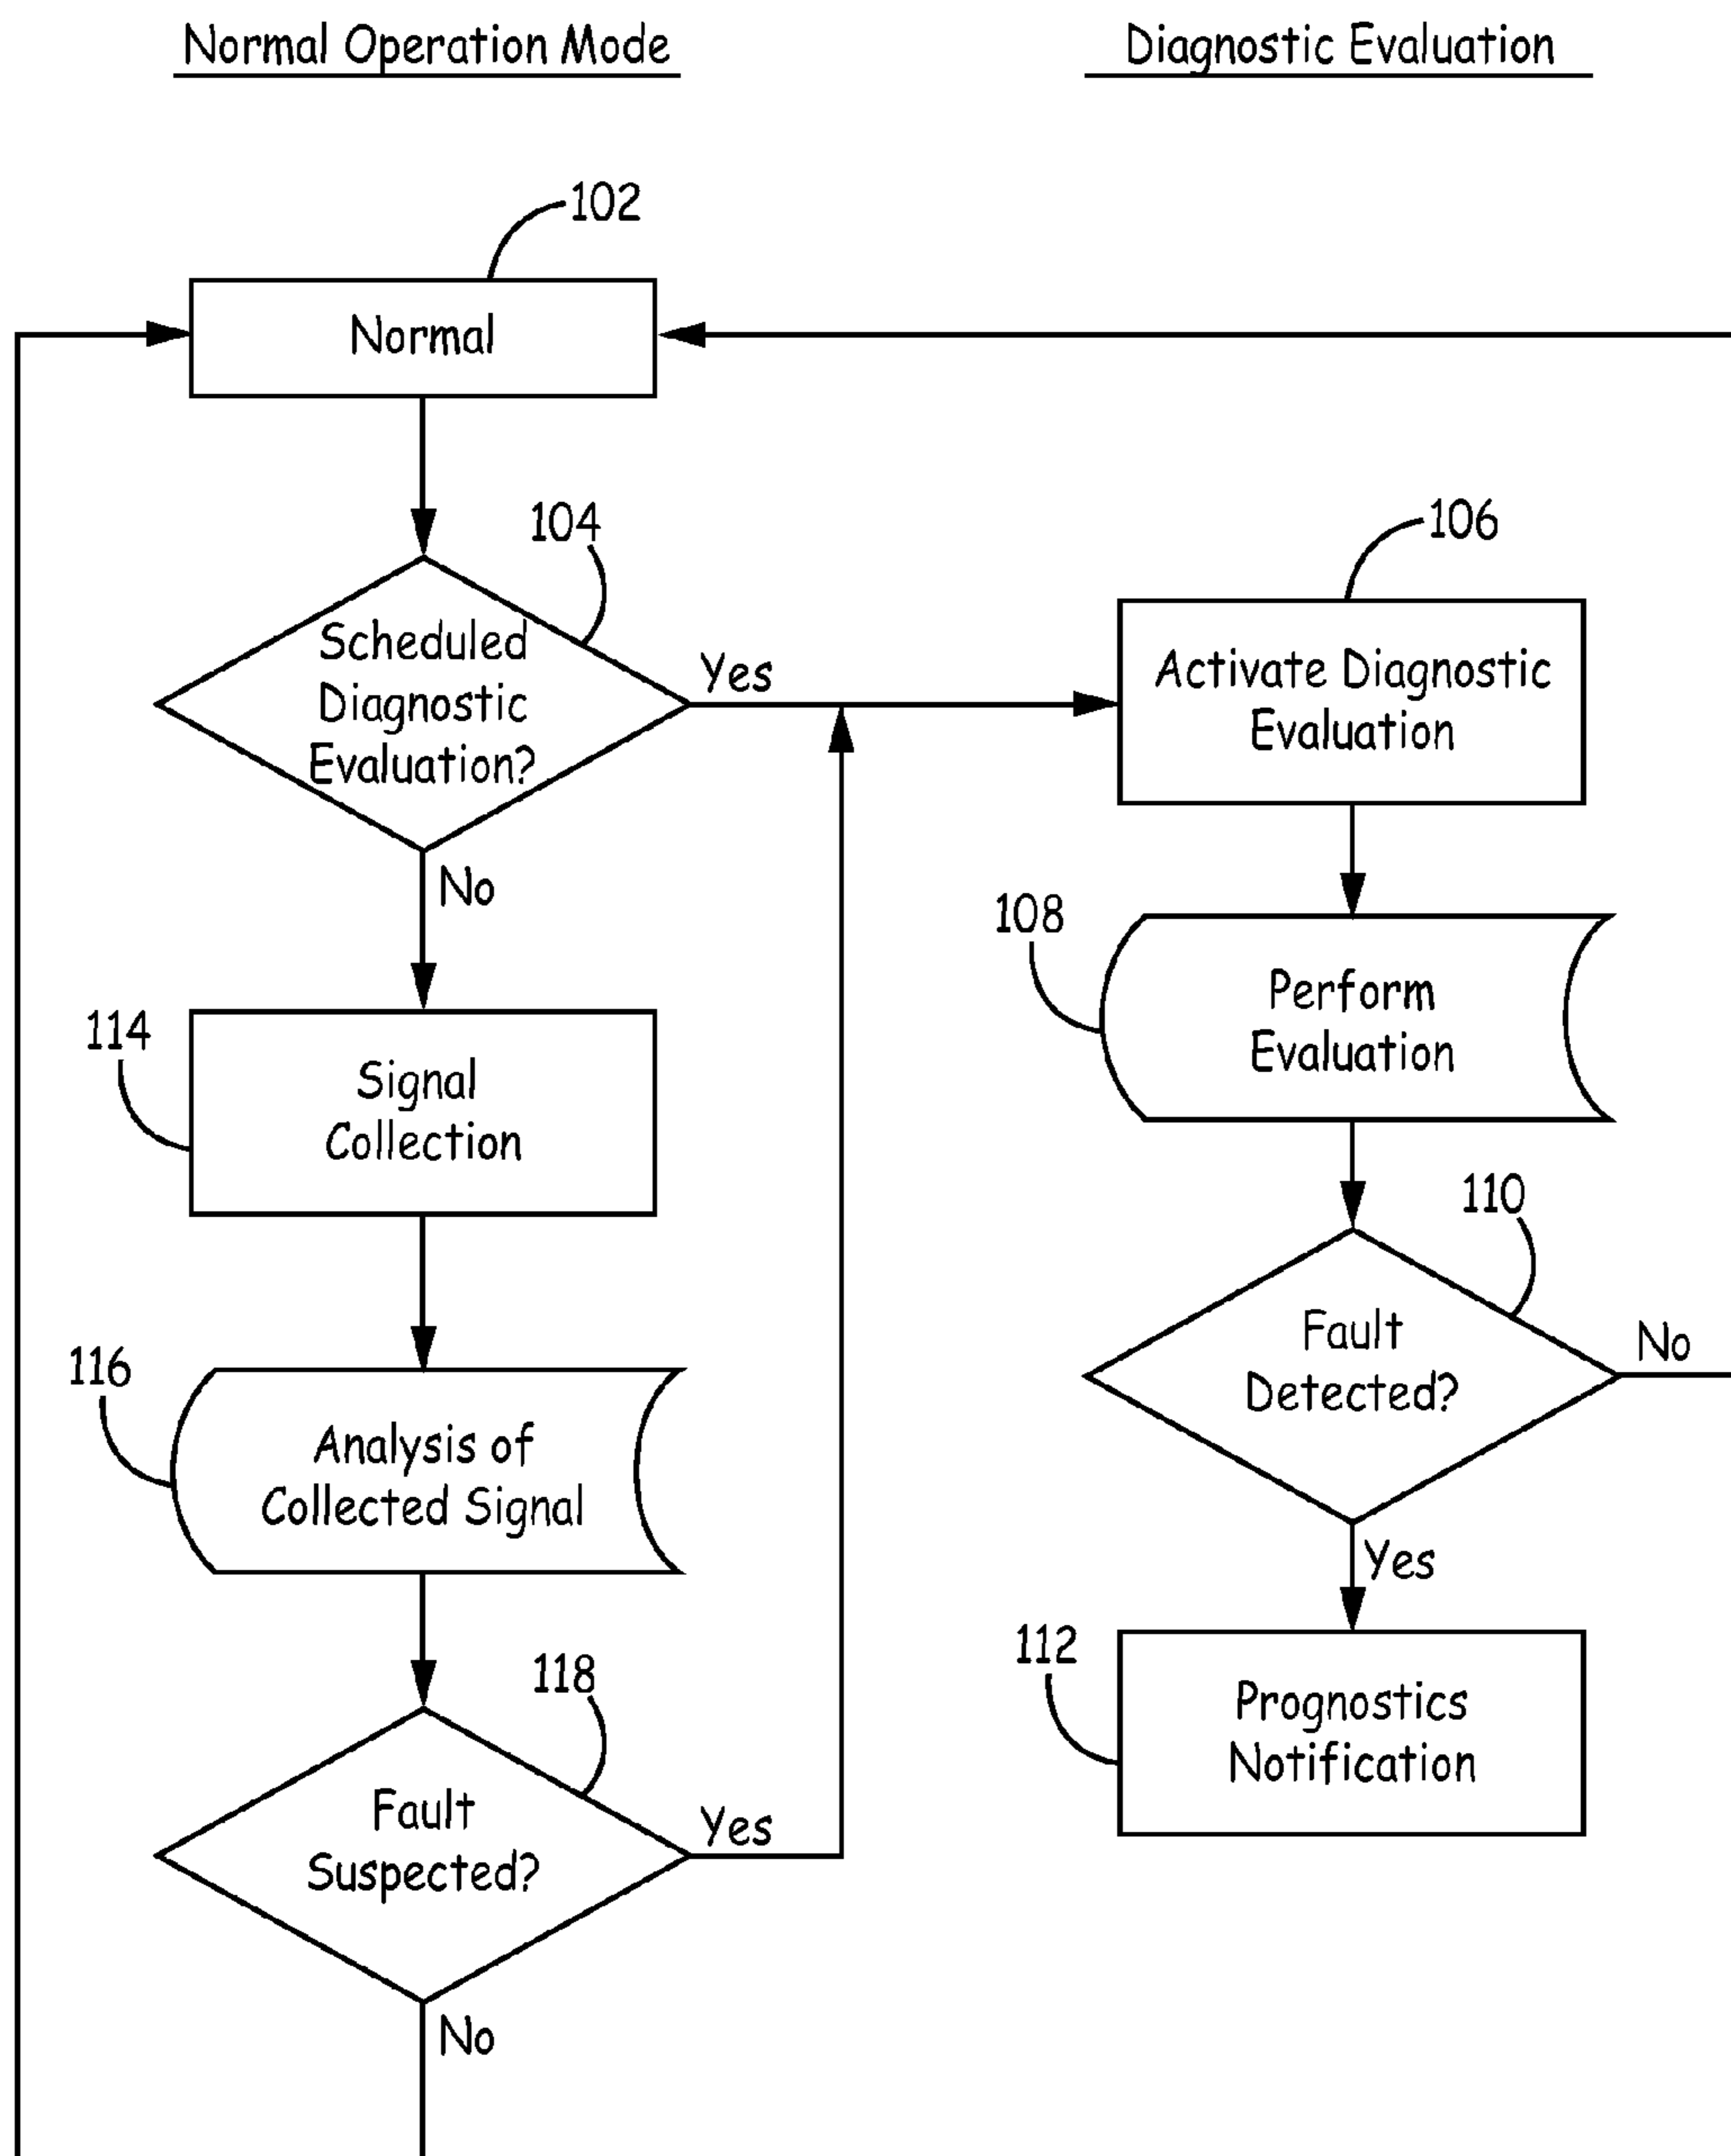 Normal Operation Mode
Diagnostic Evaluation
102
Normal
104
Scheduled
Diagnostic
Evaluation?
Yes
No
106
Activate Diagnostic
Evaluation
108
Perform
Evaluation
114
Signal
Collection
110
Fault
Detected?
No
Yes
116
Analysis of
Collected Signal
112
Prognostics
Notification
118
Fault
Suspected?
Yes
No